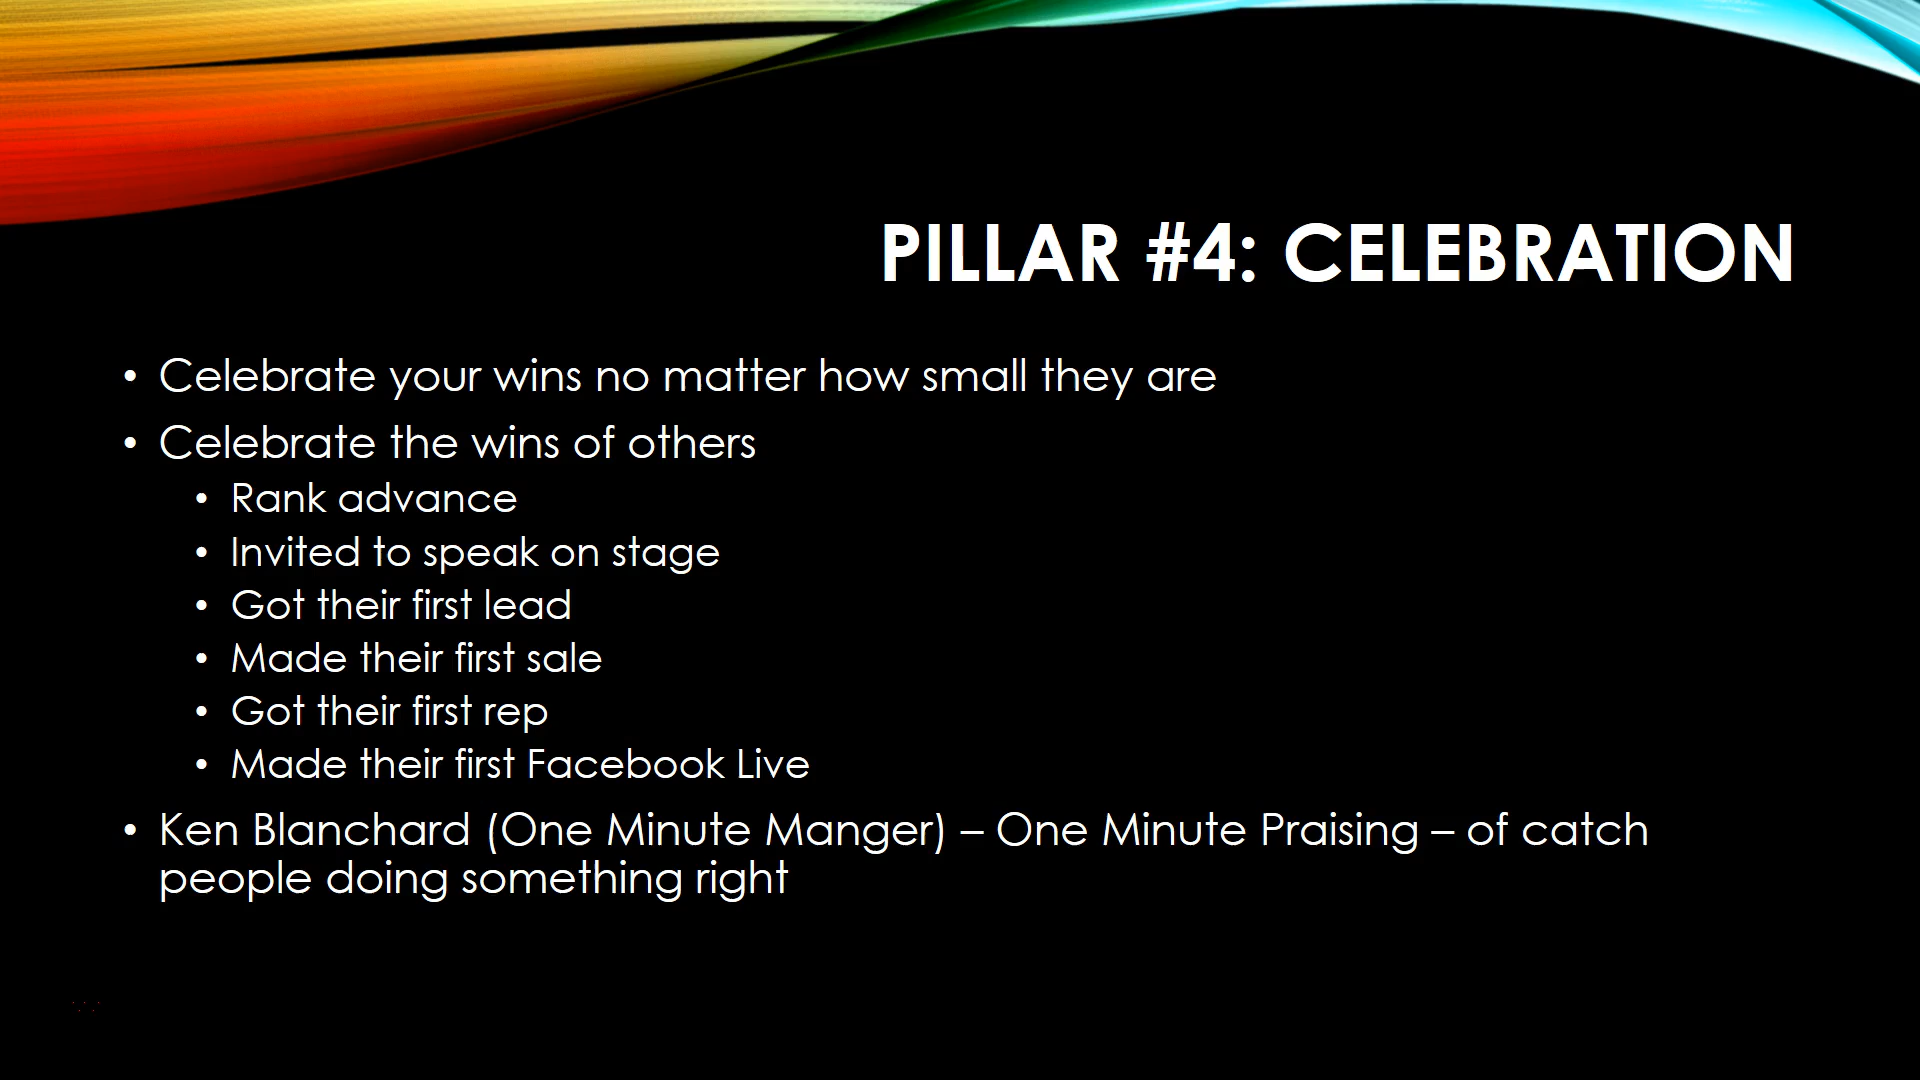 PILLAR #4: CELEBRATION
• Celebrate your wins no matter how small they are
• Celebrate the wins of others
• Rank advance
• Invited to speak on stage
• Got their first lead
• Made their first sale
• Got their first rep
• Made their first Facebook Live
• Ken Blanchard (One Minute Manger) – One Minute Praising – of catch
people doing something right